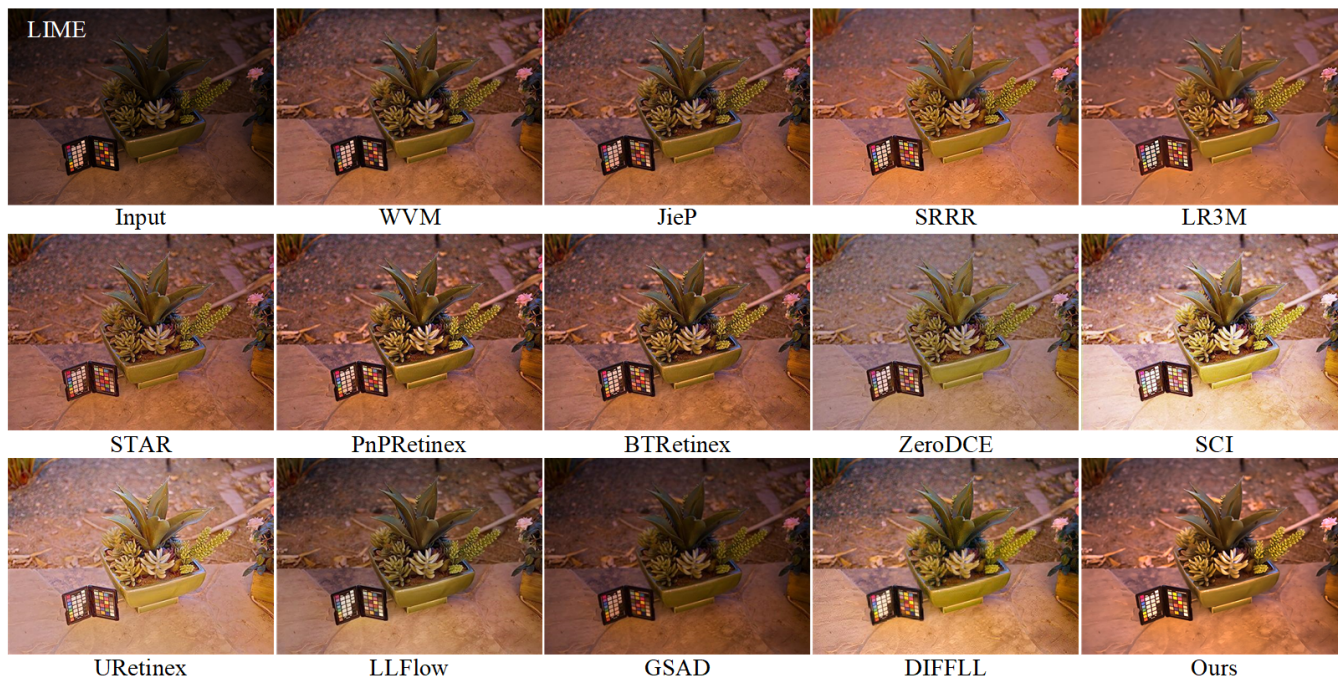 LIME
Input WVM JieP SRRR LR3M
STAR PnPRetinex BTRetinex ZeroDCE SCI
URetinex LLFlow GSAD DIFFLL Ours